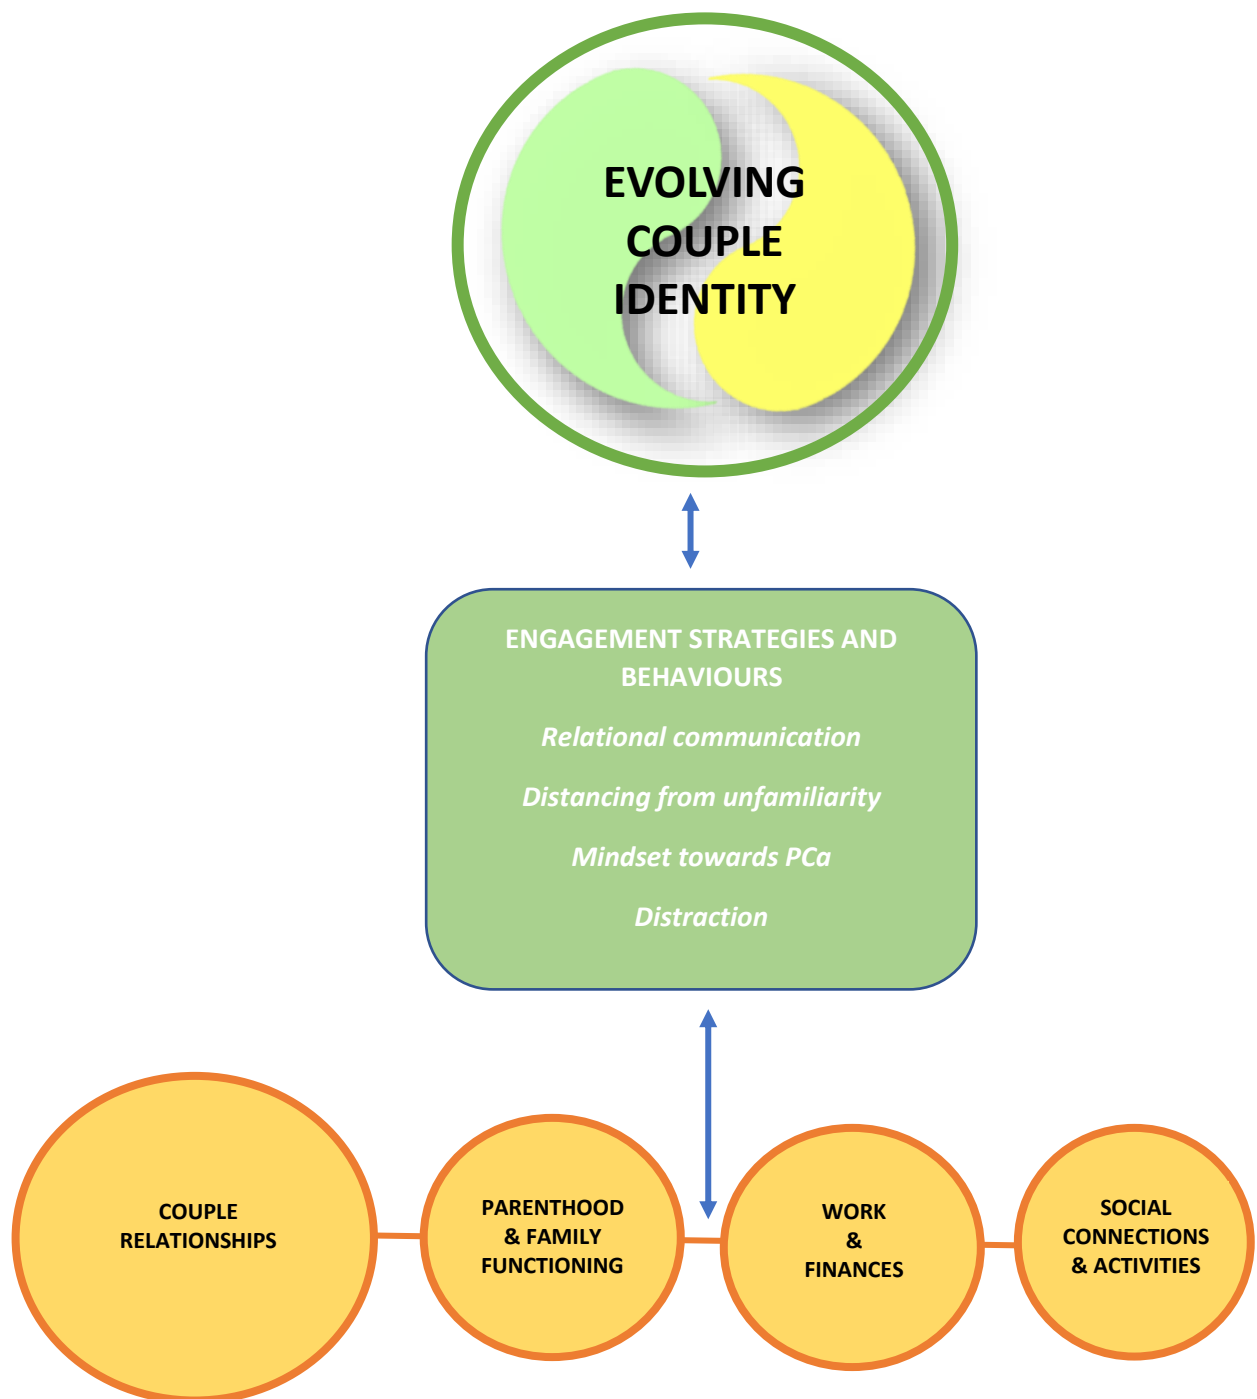 EVOLVING
COUPLE
IDENTITY
ENGAGEMENT STRATEGIES AND
BEHAVIOURS
Relational communication
Distancing from unfamiliarity
Mindset towards PCa
Distraction
COUPLE
RELATIONSHIPS
PARENTHOOD
& FAMILY
FUNCTIONING
WORK
&
FINANCES
SOCIAL
CONNECTIONS
& ACTIVITIES